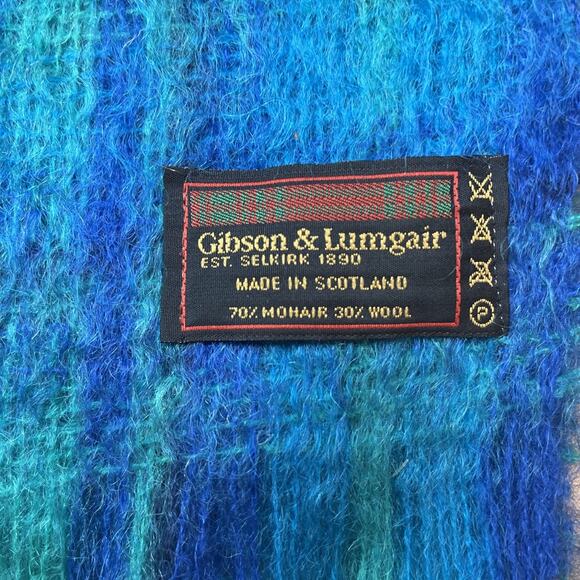 Gibson & Lumgair
EST. SELKIRK 1890
MADE IN SCOTLAND
70% MOHAIR 30% WOOL
P